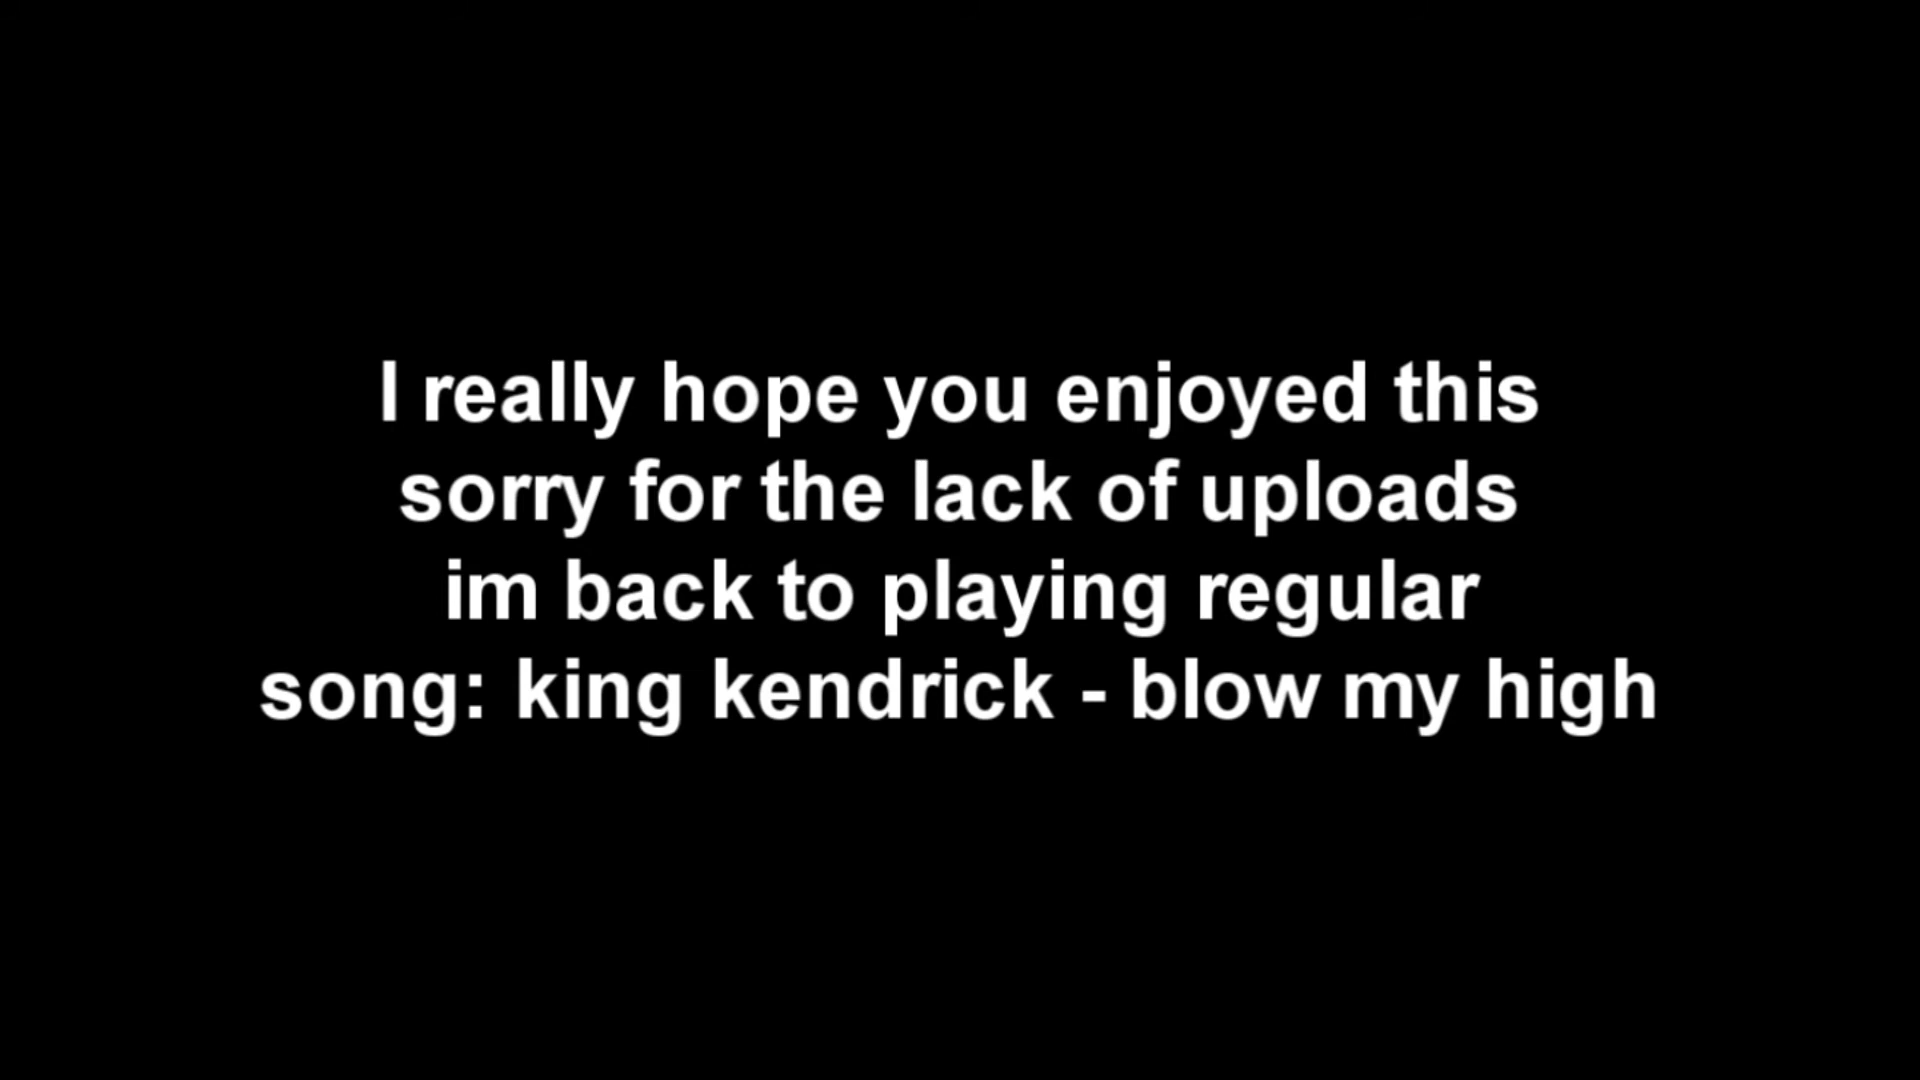 I really hope you enjoyed this
sorry for the lack of uploads
im back to playing regular
song: king kendrick - blow my high